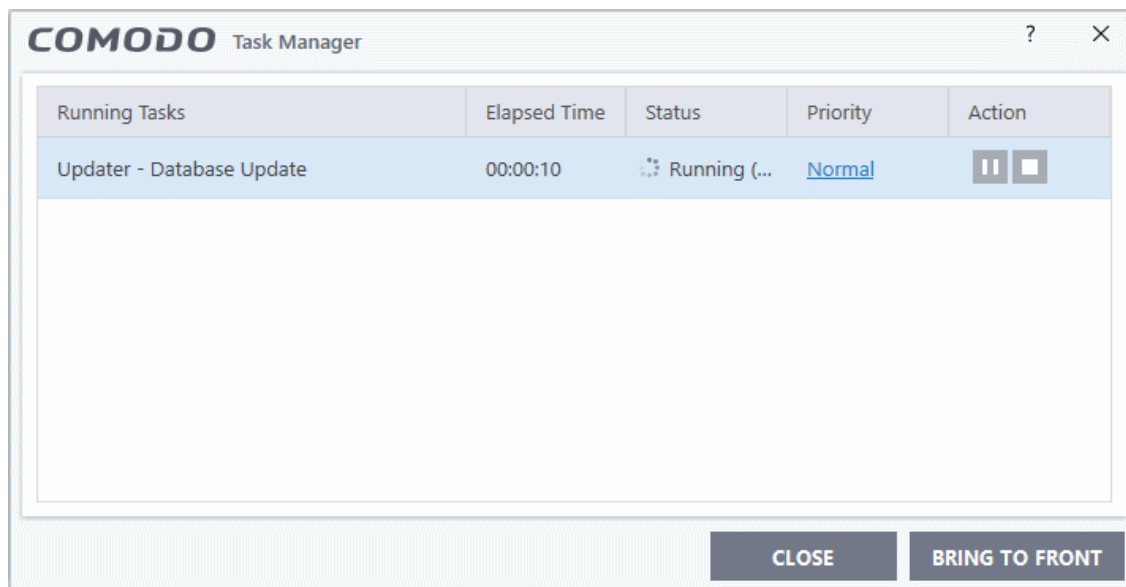 COMODO Task Manager ?
Running Tasks Elapsed Time Status Priority Action
Updater - Database Update 00:00:10 Running (... Normal
CLOSE BRING TO FRONT